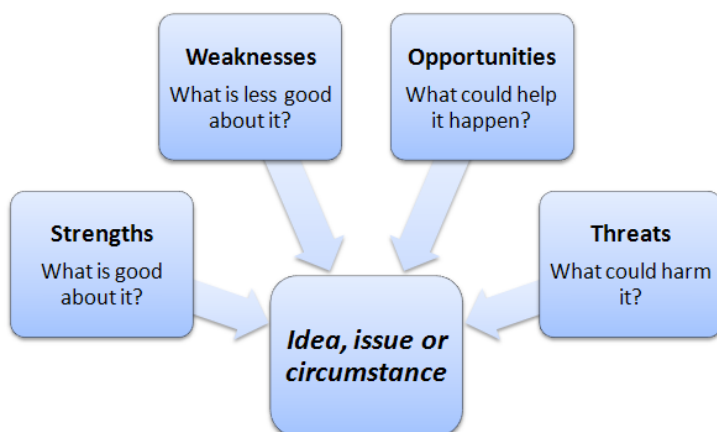 Weaknesses
What is less good
about it?
Opportunities
What could help
it happen?
Strengths
What is good
about it?
Threats
What could harm
it?
Idea, issue or
circumstance